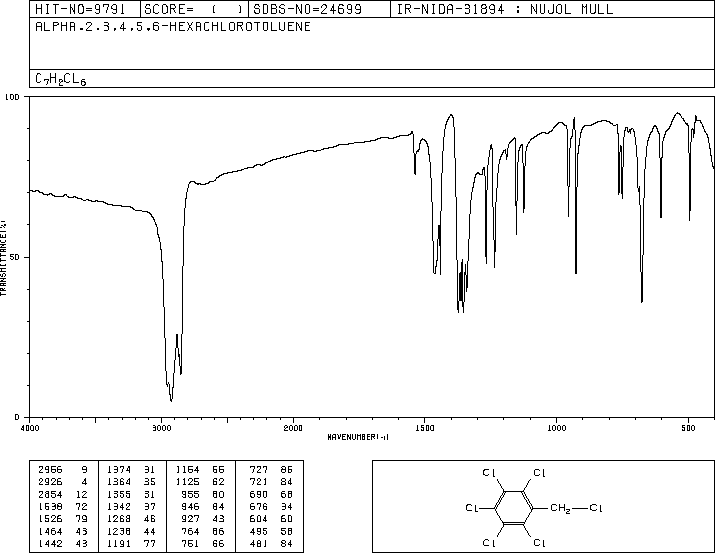 HIT-NO=9791 SCORE= ( ) SDBS-NO=24699 IR-NIDA-31894 : NUJOL MULL
ALPHA,2,3,4,5,6-HEXACHLOROTOLUENE
C7H2CL6
100
50
0
TRANSMITTANCE(%)
4000 3000 2000 1500 1000 500
WAVENUMBER(-1)
2966 9 1374 31 1154 55 727 86
2926 4 1364 35 1125 62 721 84
2854 12 1355 31 955 80 690 68
1538 72 1342 37 946 84 676 34
1526 79 1268 46 927 43 604 60
1464 43 1238 44 764 86 495 58
1442 43 1191 77 751 66 481 84
Cl Cl
Cl CH2 Cl
Cl Cl